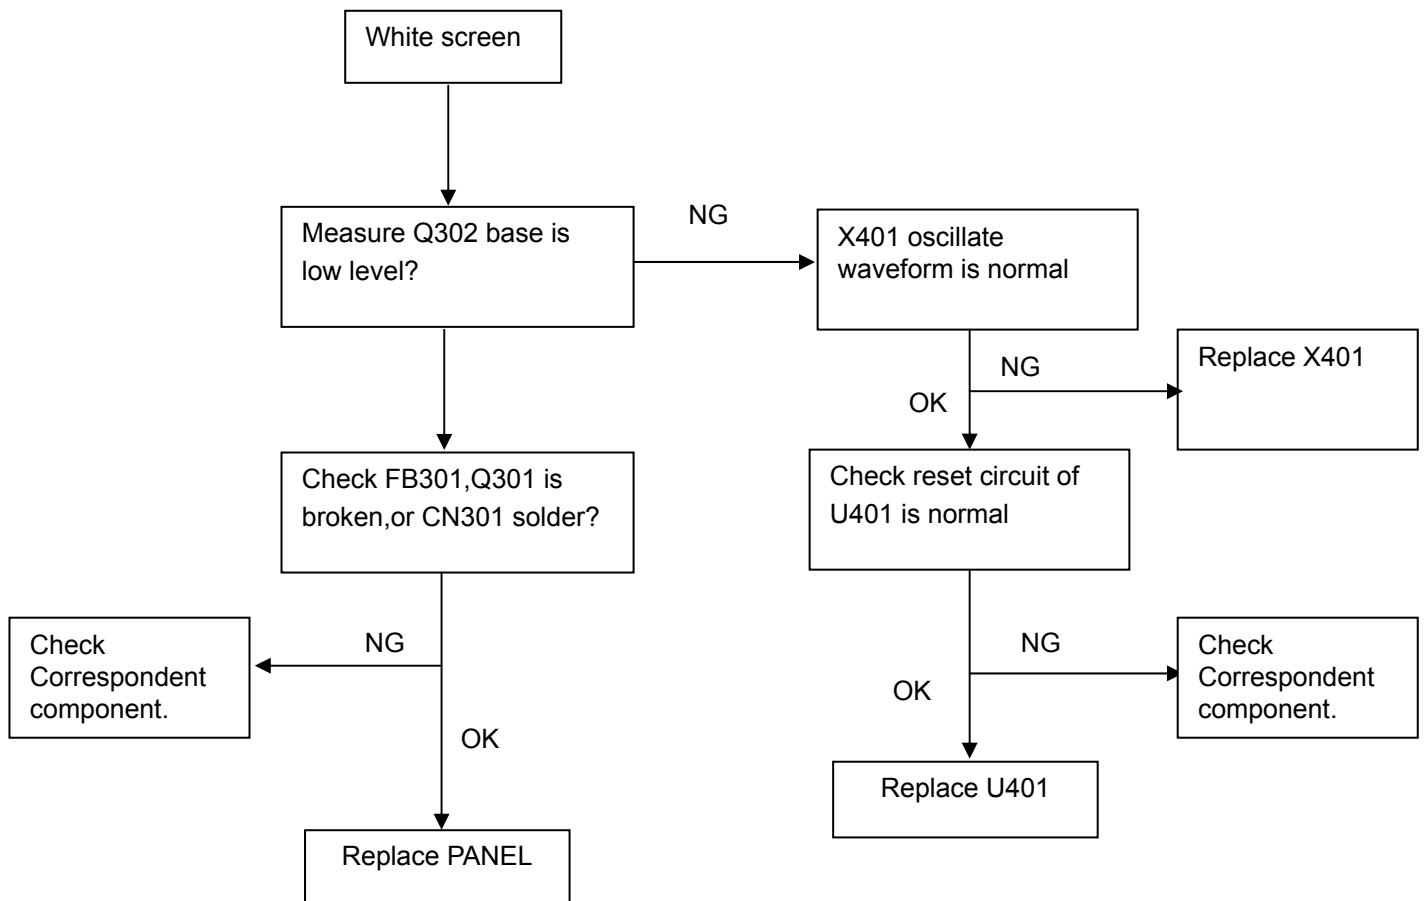 White screen
Measure Q302 base is
low level?
NG
X401 oscillate
waveform is normal
NG
Replace X401
OK
Check FB301,Q301 is
broken,or CN301 solder?
Check reset circuit of
U401 is normal
Check
Correspondent
component.
NG
OK
NG
Check
Correspondent
component.
OK
Replace U401
Replace PANEL